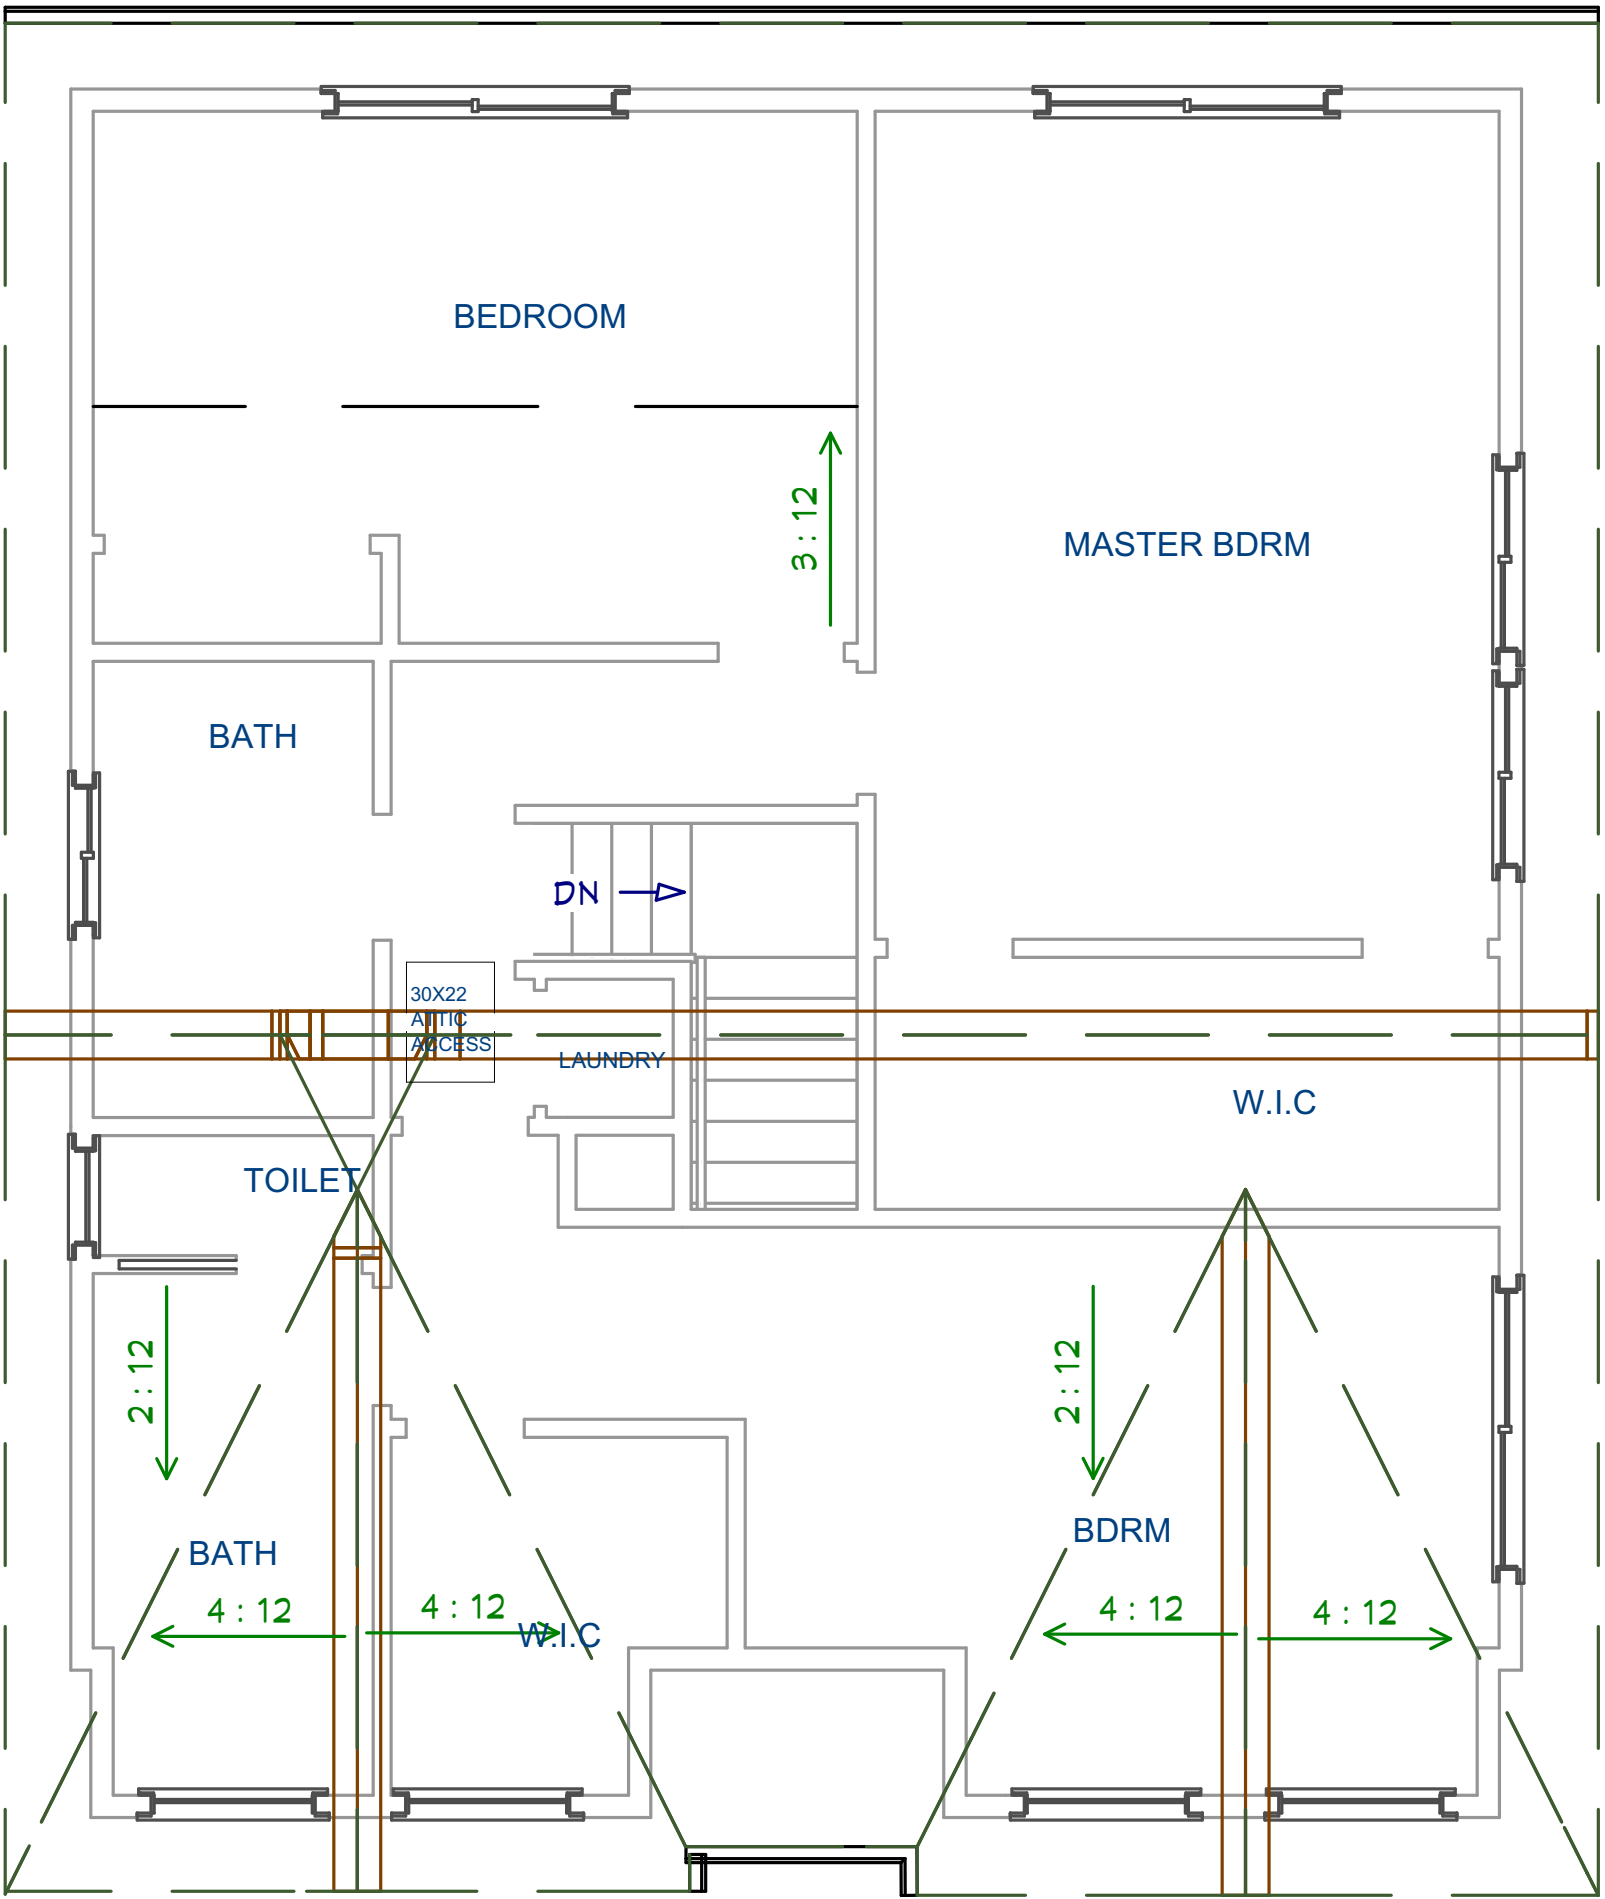 BEDROOM
3 : 12
MASTER BDRM
BATH
DN
30X22
ATTIC
ACCESS
LAUNDRY
W.I.C
TOILET
2 : 12
2 : 12
BDRM
BATH
4 : 12
4 : 12
4 : 12
4 : 12
W.I.C